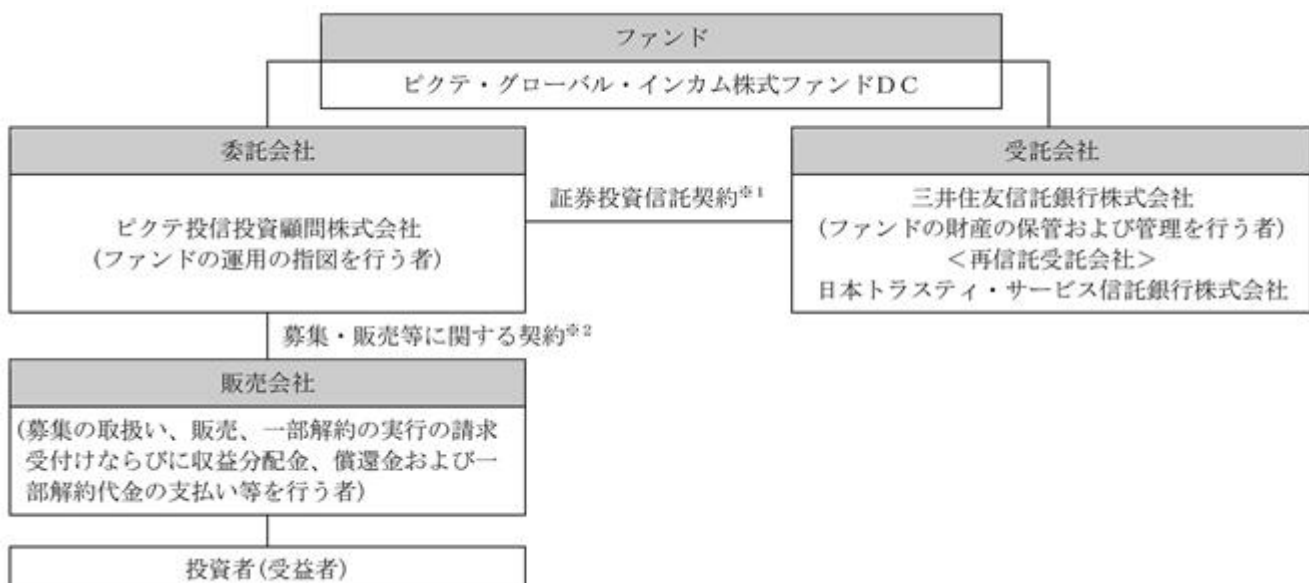 ファンド
ピクテ・グローバル・インカム株式ファンドＤＣ
委託会社
ピクテ投信投資顧問株式会社
(ファンドの運用の指図を行う者)
証券投資信託契約※1
受託会社
三井住友信託銀行株式会社
(ファンドの財産の保管および管理を行う者)
＜再信託受託会社＞
日本トラスティ・サービス信託銀行株式会社
募集・販売等に関する契約※2
販売会社
(募集の取扱い、販売、一部解約の実行の請求
受付けならびに収益分配金、償還金および一
部解約代金の支払い等を行う者)
投資者(受益者)